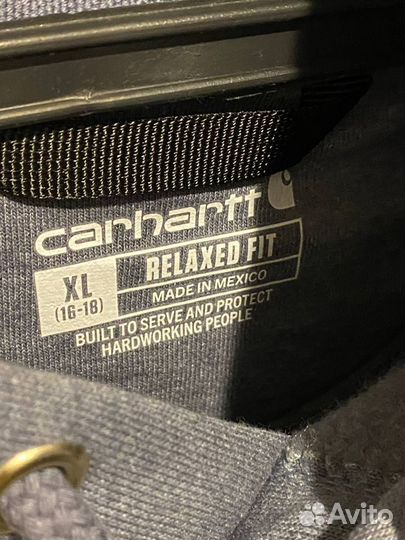 carhartt
XL
(16-18)
RELAXED FIT
MADE IN MEXICO
BUILT TO SERVE AND PROTECT
HARDWORKING PEOPLE
Avito